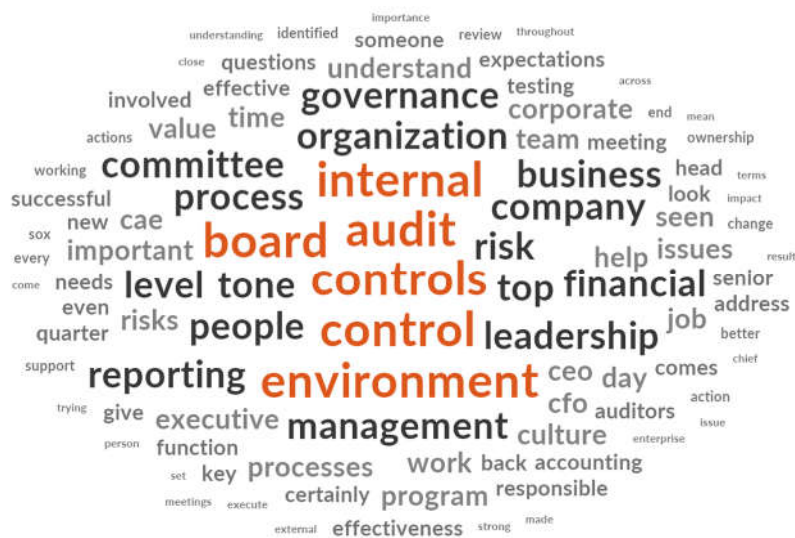 importance
understanding identified someone review throughout
close questions understand expectations
involved effective governance testing across
actions value time organization corporate end mean
team meeting ownership
working committee internal business head terms
successful process company look impact
sox new cae board audit risk seen change
every important controls help issues result
come needs level tone top financial senior
even address
quarter risks people control leadership job better
support reporting environment ceo day comes chief
trying give executive management cfo auditors action
person function culture enterprise issue
set key processes work back accounting
meetings execute certainly program responsible
external effectiveness strong made